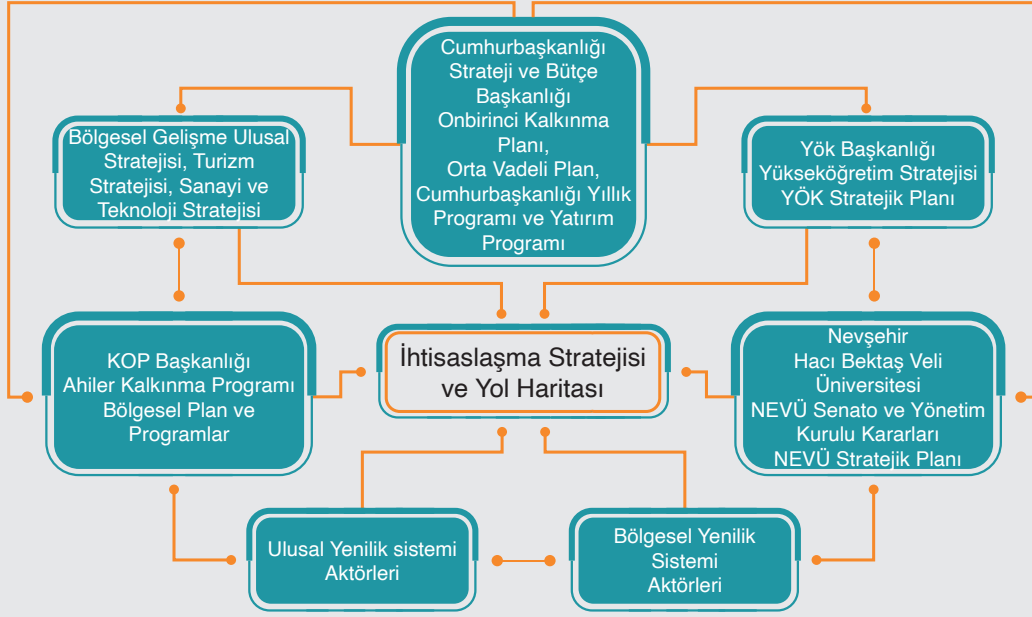 Cumhurbaşkanlığı
Strateji ve Bütçe
Başkanlığı
Onbirinci Kalkınma
Planı,
Orta Vadeli Plan,
Cumhurbaşkanlığı Yıllık
Programı ve Yatırım
Programı
Bölgesel Gelişme Ulusal
Stratejisi, Turizm
Stratejisi, Sanayi ve
Teknoloji Stratejisi
Yök Başkanlığı
Yükseköğretim Stratejisi
YÖK Stratejik Planı
KOP Başkanlığı
Ahiler Kalkınma Programı
Bölgesel Plan ve
Programlar
İhtisaslaşma Stratejisi
ve Yol Haritası
Nevşehir
Hacı Bektaş Veli
Üniversitesi
NEVÜ Senato ve Yönetim
Kurulu Kararları
NEVÜ Stratejik Planı
Ulusal Yenilik sistemi
Aktörleri
Bölgesel Yenilik
Sistemi
Aktörleri